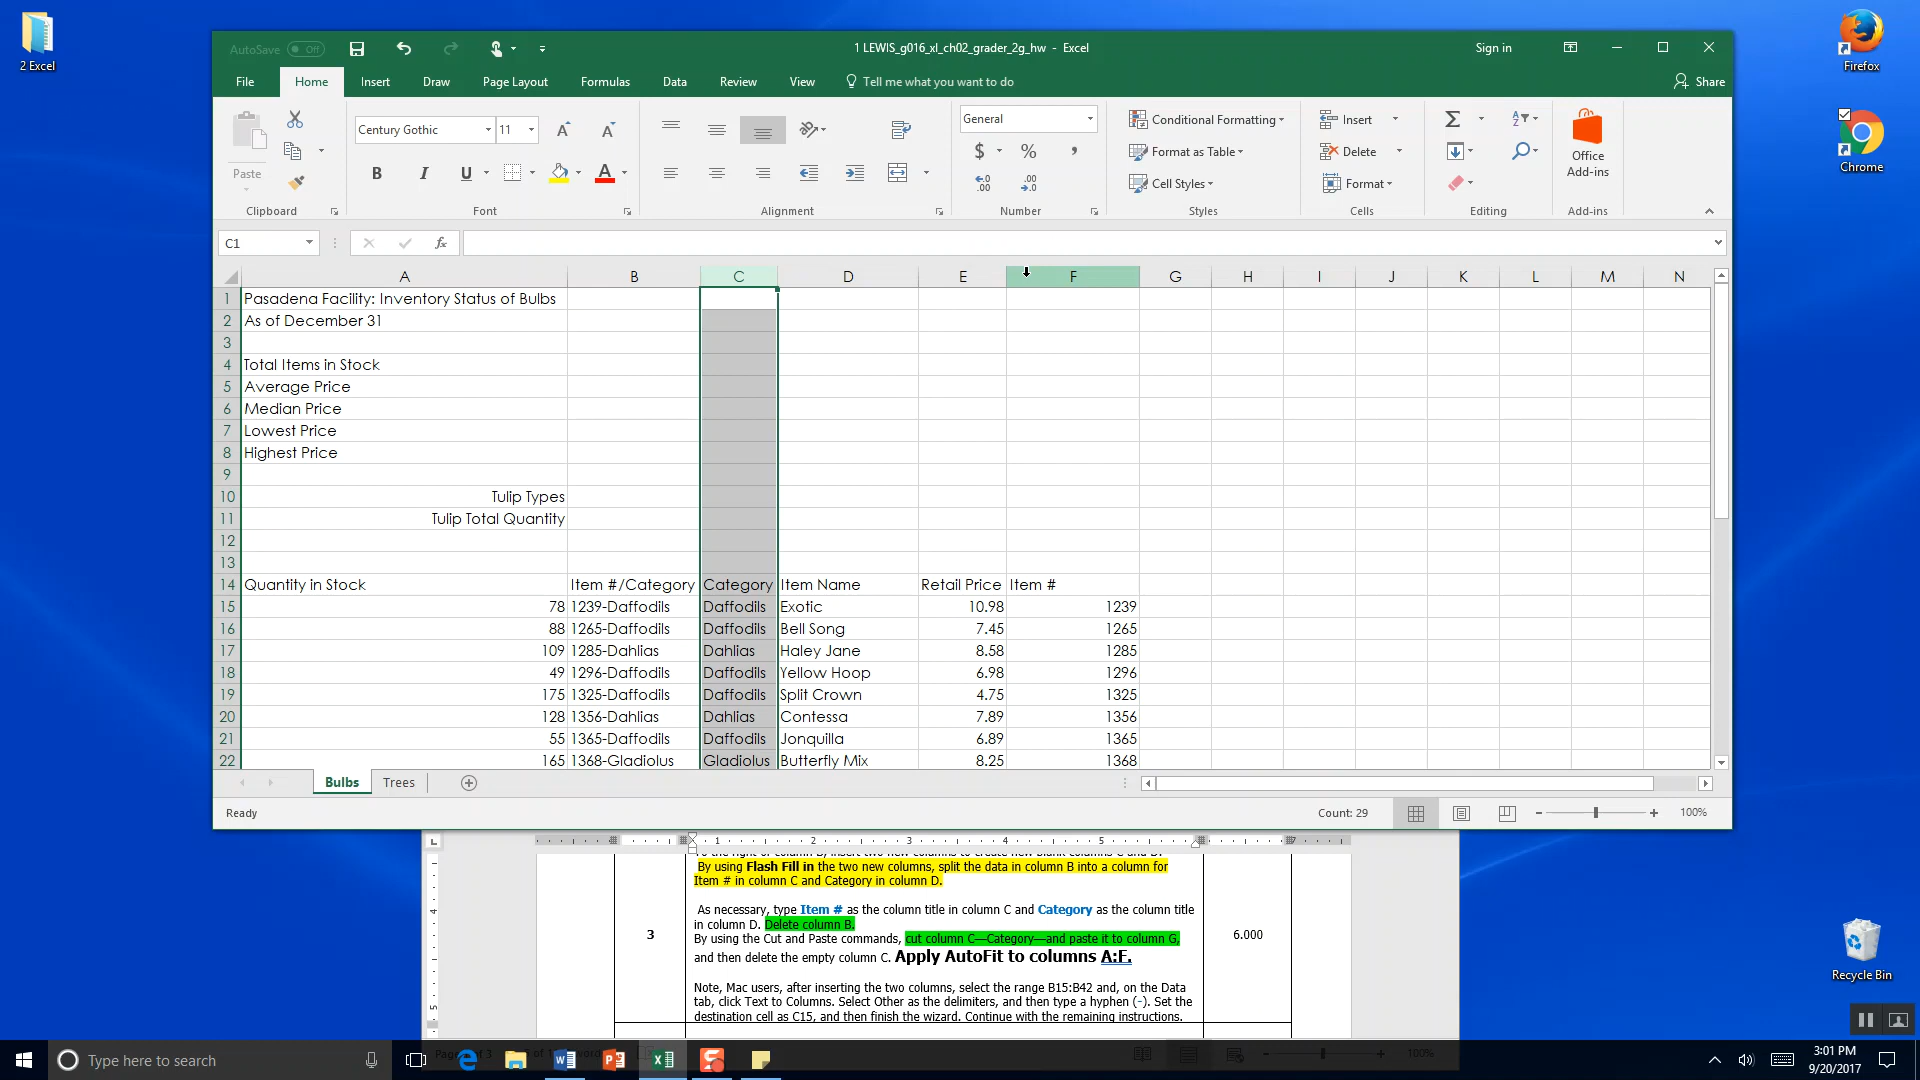 2 Excel
AutoSave Off
1 LEWIS_g016_xl_ch02_grader_2g_hw - Excel
Sign in
File Home Insert Draw Page Layout Formulas Data Review View Tell me what you want to do Share
Paste
Clipboard
Century Gothic 11
B I U
Font
Alignment
General
$ % ,
Number
Conditional Formatting
Format as Table
Cell Styles
Styles
Insert
Delete
Format
Cells
Editing
Office
Add-ins
Add-ins
C1 fx
A B C D E F G H I J K L M N
1 Pasadena Facility: Inventory Status of Bulbs
2 As of December 31
3
4 Total Items in Stock
5 Average Price
6 Median Price
7 Lowest Price
8 Highest Price
9
10 Tulip Types
11 Tulip Total Quantity
12
13
14 Quantity in Stock Item #/Category Category Item Name Retail Price Item #
15 78 1239-Daffodils Daffodils Exotic 10.98 1239
16 88 1265-Daffodils Daffodils Bell Song 7.45 1265
17 109 1285-Dahlias Dahlias Haley Jane 8.58 1285
18 49 1296-Daffodils Daffodils Yellow Hoop 6.98 1296
19 175 1325-Daffodils Daffodils Split Crown 4.75 1325
20 128 1356-Dahlias Dahlias Contessa 7.89 1356
21 55 1365-Daffodils Daffodils Jonquilla 6.89 1365
22 165 1368-Gladiolus Gladiolus Butterfly Mix 8.25 1368
Bulbs Trees
Ready
Count: 29
100%
1 2 3 4 5
By using Flash Fill in the two new columns, split the data in column B into a column for
Item # in column C and Category in column D.
As necessary, type Item # as the column title in column C and Category as the column title
in column D. Delete column B.
3
6.000
By using the Cut and Paste commands, cut column C—Category—and paste it to column G,
and then delete the empty column C. Apply AutoFit to columns A:F.
Note, Mac users, after inserting the two columns, select the range B15:B42 and, on the Data
tab, click Text to Columns. Select Other as the delimiters, and then type a hyphen (-). Set the
destination cell as C15, and then finish the wizard. Continue with the remaining instructions.
Firefox
Chrome
Recycle Bin
Type here to search
100%
3:01 PM
9/20/2017